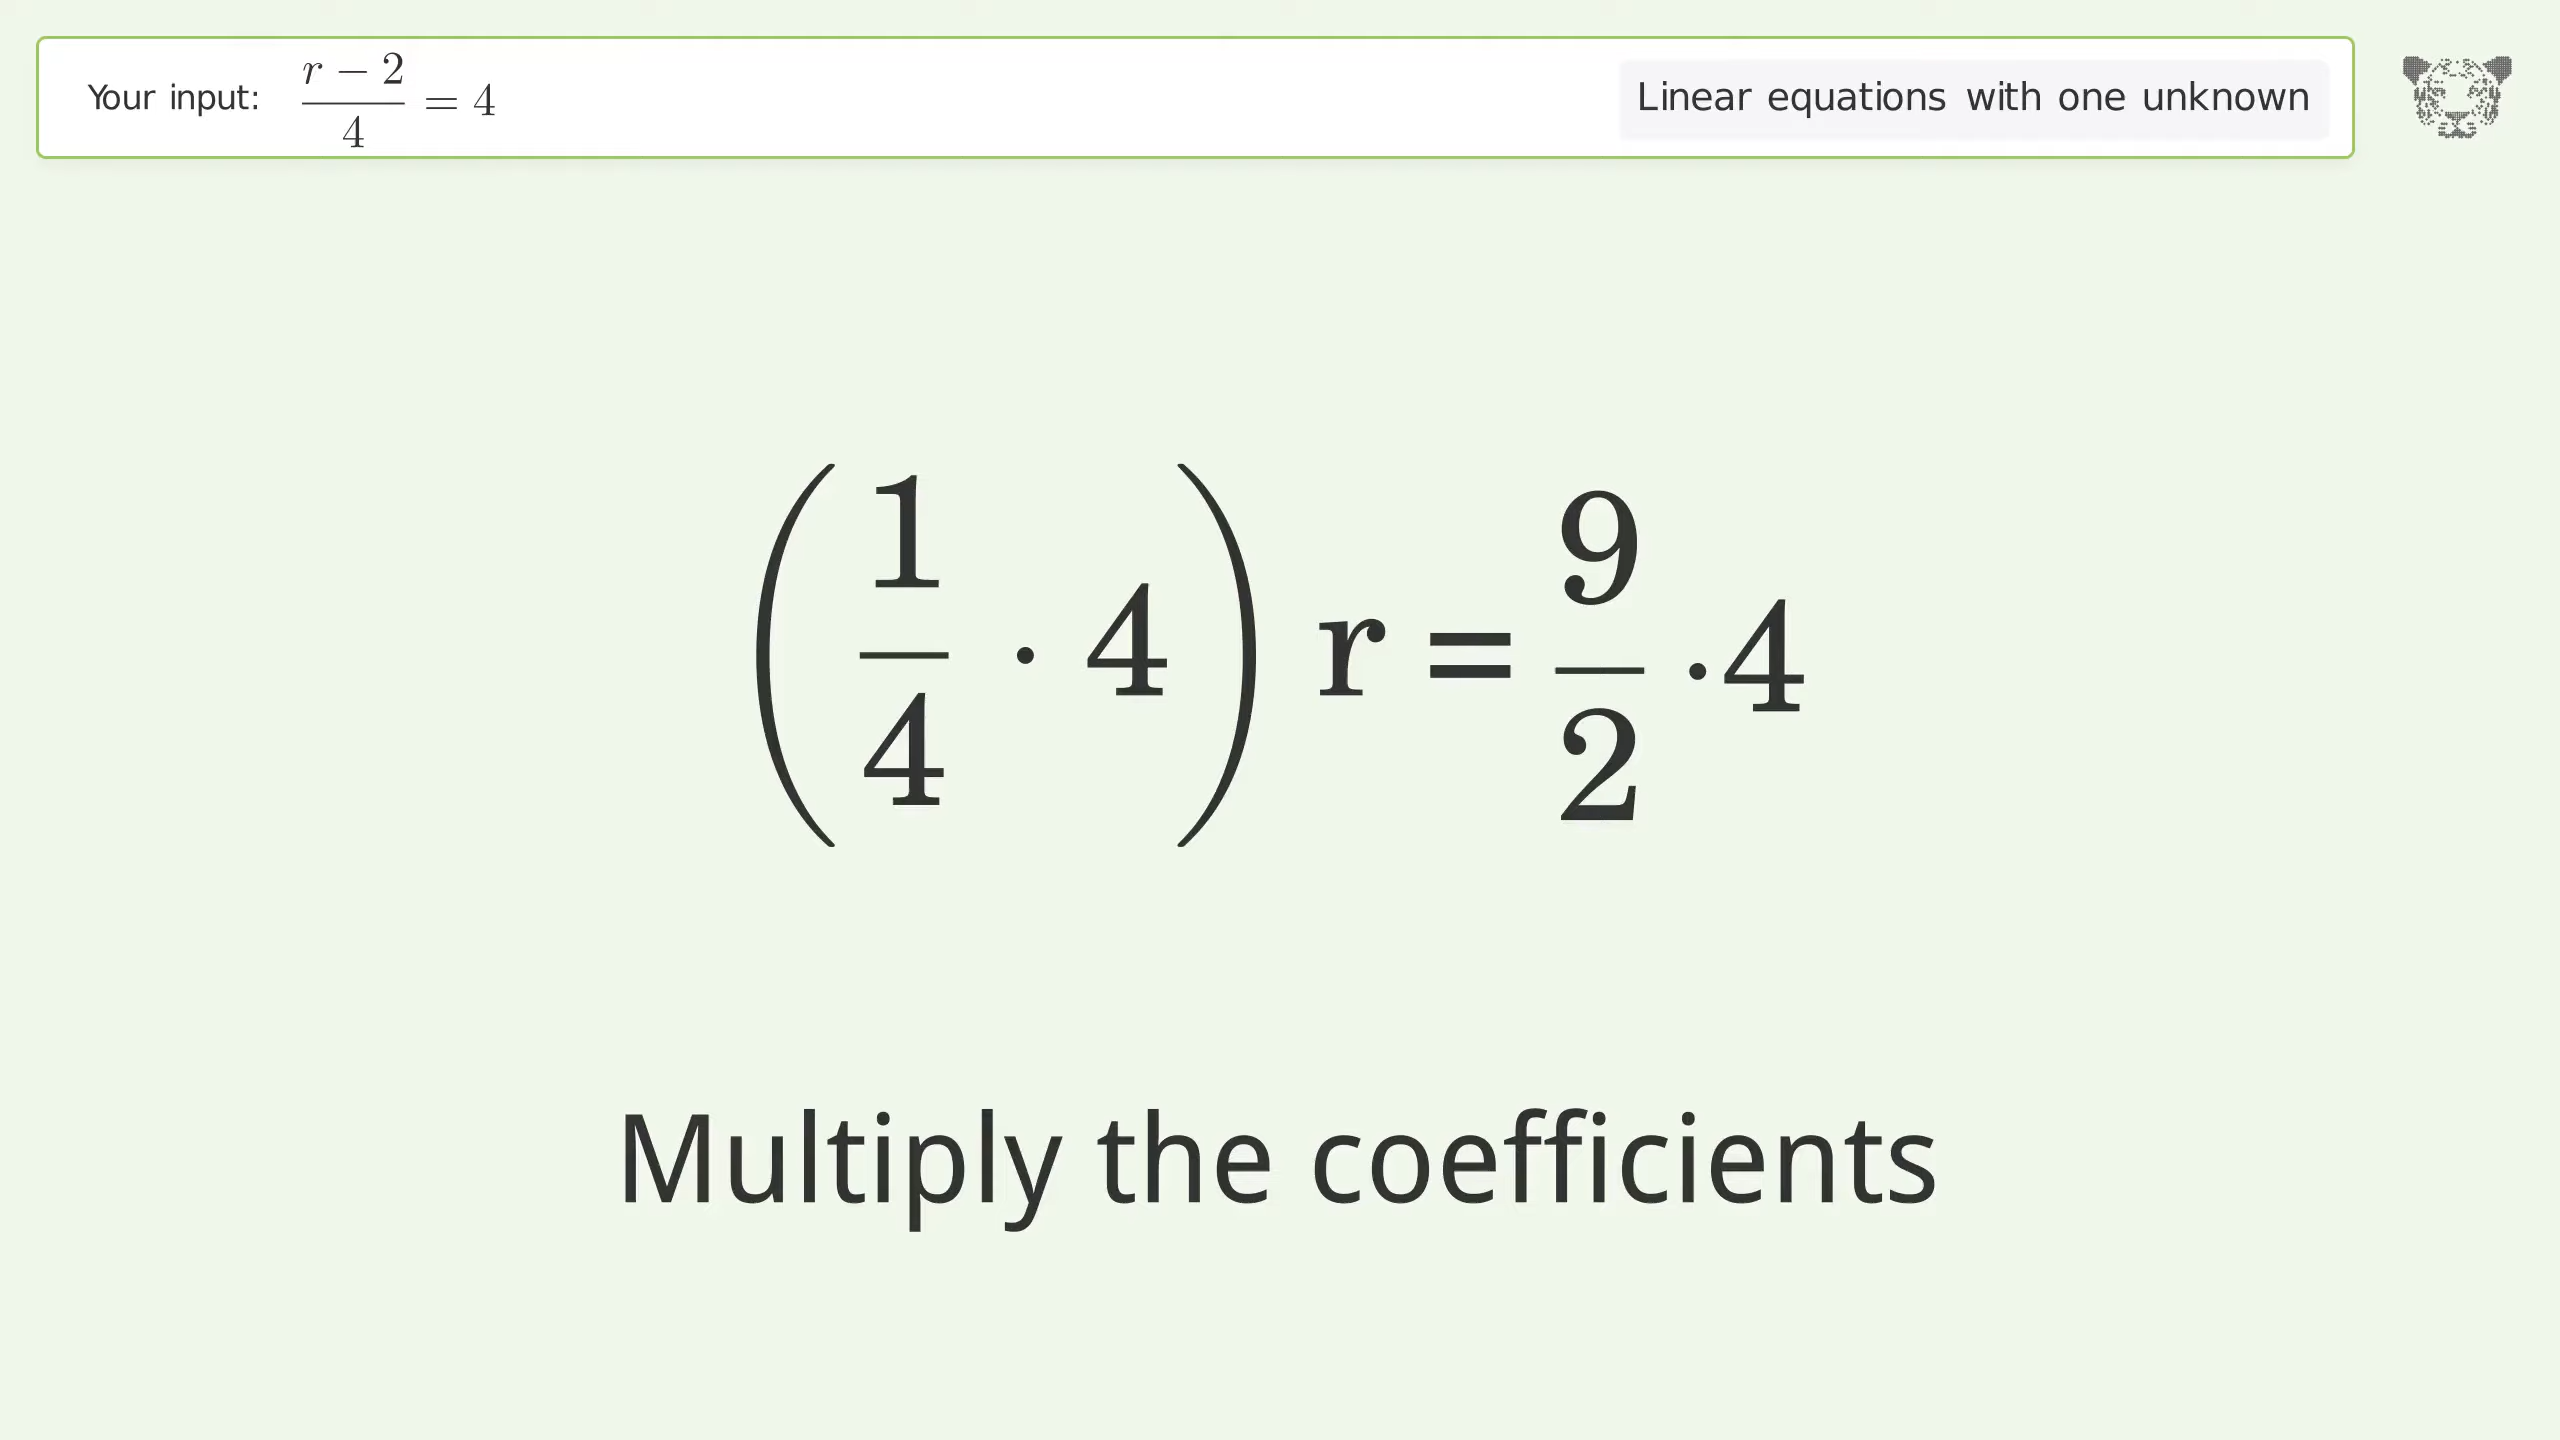 Your input: (r − 2)/4 = 4
Linear equations with one unknown
(1/4 · 4) r = 9/2 · 4
Multiply the coefficients